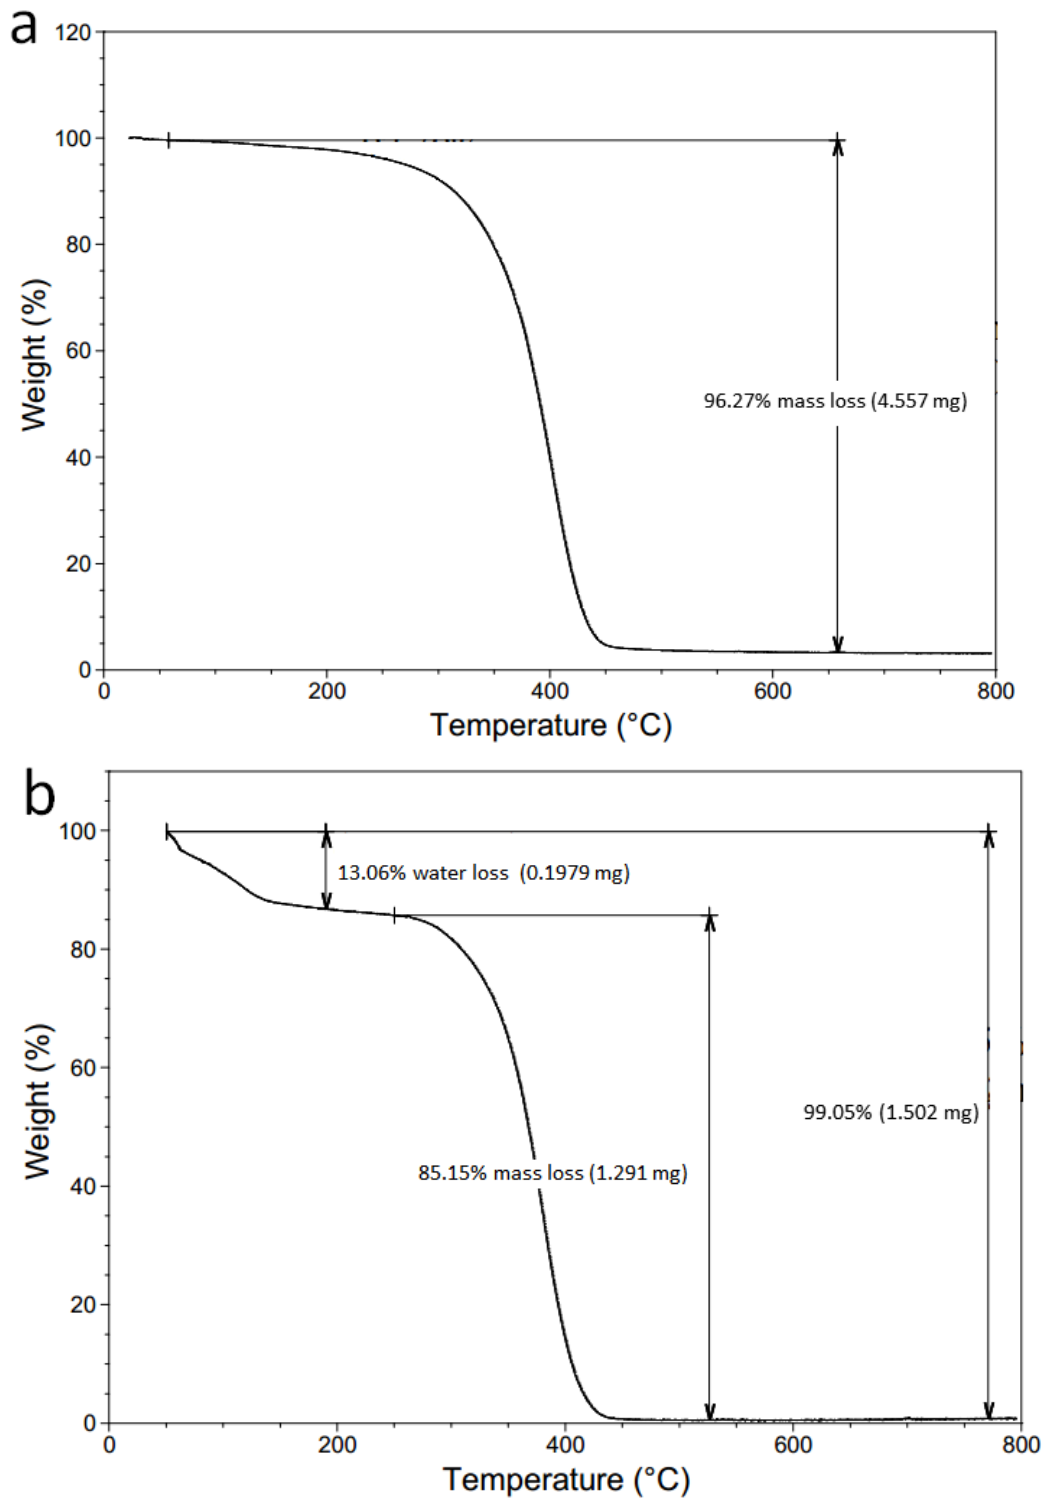 a
120
100
80
60
40
20
0
Weight (%)
96.27% mass loss (4.557 mg)
0 200 400 600 800
Temperature (°C)
b
100
80
60
40
20
0
Weight (%)
13.06% water loss (0.1979 mg)
99.05% (1.502 mg)
85.15% mass loss (1.291 mg)
0 200 400 600 800
Temperature (°C)